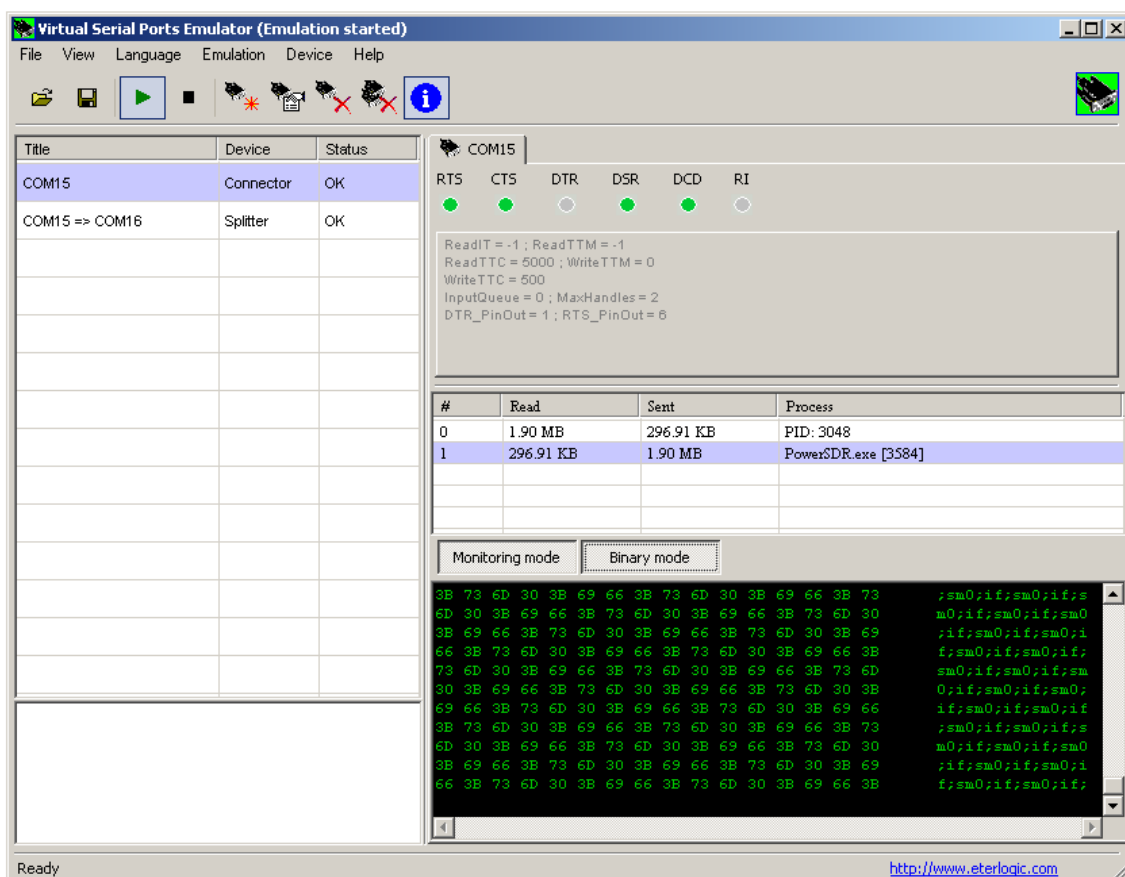 Virtual Serial Ports Emulator (Emulation started)
File View Language Emulation Device Help
Title Device Status
COM15 Connector OK
COM15 => COM16 Splitter OK
COM15
RTS CTS DTR DSR DCD RI
ReadIT = -1 ; ReadTTM = -1
ReadTTC = 5000 ; WriteTTM = 0
WriteTTC = 500
InputQueue = 0 ; MaxHandles = 2
DTR_PinOut = 1 ; RTS_PinOut = 6
# Read Sent Process
0 1.90 MB 296.91 KB PID: 3048
1 296.91 KB 1.90 MB PowerSDR.exe [3584]
Monitoring mode Binary mode
3B 73 6D 30 3B 69 66 3B 73 6D 30 3B 69 66 3B 73 ;sm0;if;sm0;if;s
6D 30 3B 69 66 3B 73 6D 30 3B 69 66 3B 73 6D 30 m0;if;sm0;if;sm0
3B 69 66 3B 73 6D 30 3B 69 66 3B 73 6D 30 3B 69 ;if;sm0;if;sm0;i
66 3B 73 6D 30 3B 69 66 3B 73 6D 30 3B 69 66 3B f;sm0;if;sm0;if;
73 6D 30 3B 69 66 3B 73 6D 30 3B 69 66 3B 73 6D sm0;if;sm0;if;sm
30 3B 69 66 3B 73 6D 30 3B 69 66 3B 73 6D 30 3B 0;if;sm0;if;sm0;
69 66 3B 73 6D 30 3B 69 66 3B 73 6D 30 3B 69 66 if;sm0;if;sm0;if
3B 73 6D 30 3B 69 66 3B 73 6D 30 3B 69 66 3B 73 ;sm0;if;sm0;if;s
6D 30 3B 69 66 3B 73 6D 30 3B 69 66 3B 73 6D 30 m0;if;sm0;if;sm0
3B 69 66 3B 73 6D 30 3B 69 66 3B 73 6D 30 3B 69 ;if;sm0;if;sm0;i
66 3B 73 6D 30 3B 69 66 3B 73 6D 30 3B 69 66 3B f;sm0;if;sm0;if;
Ready http://www.eterlogic.com